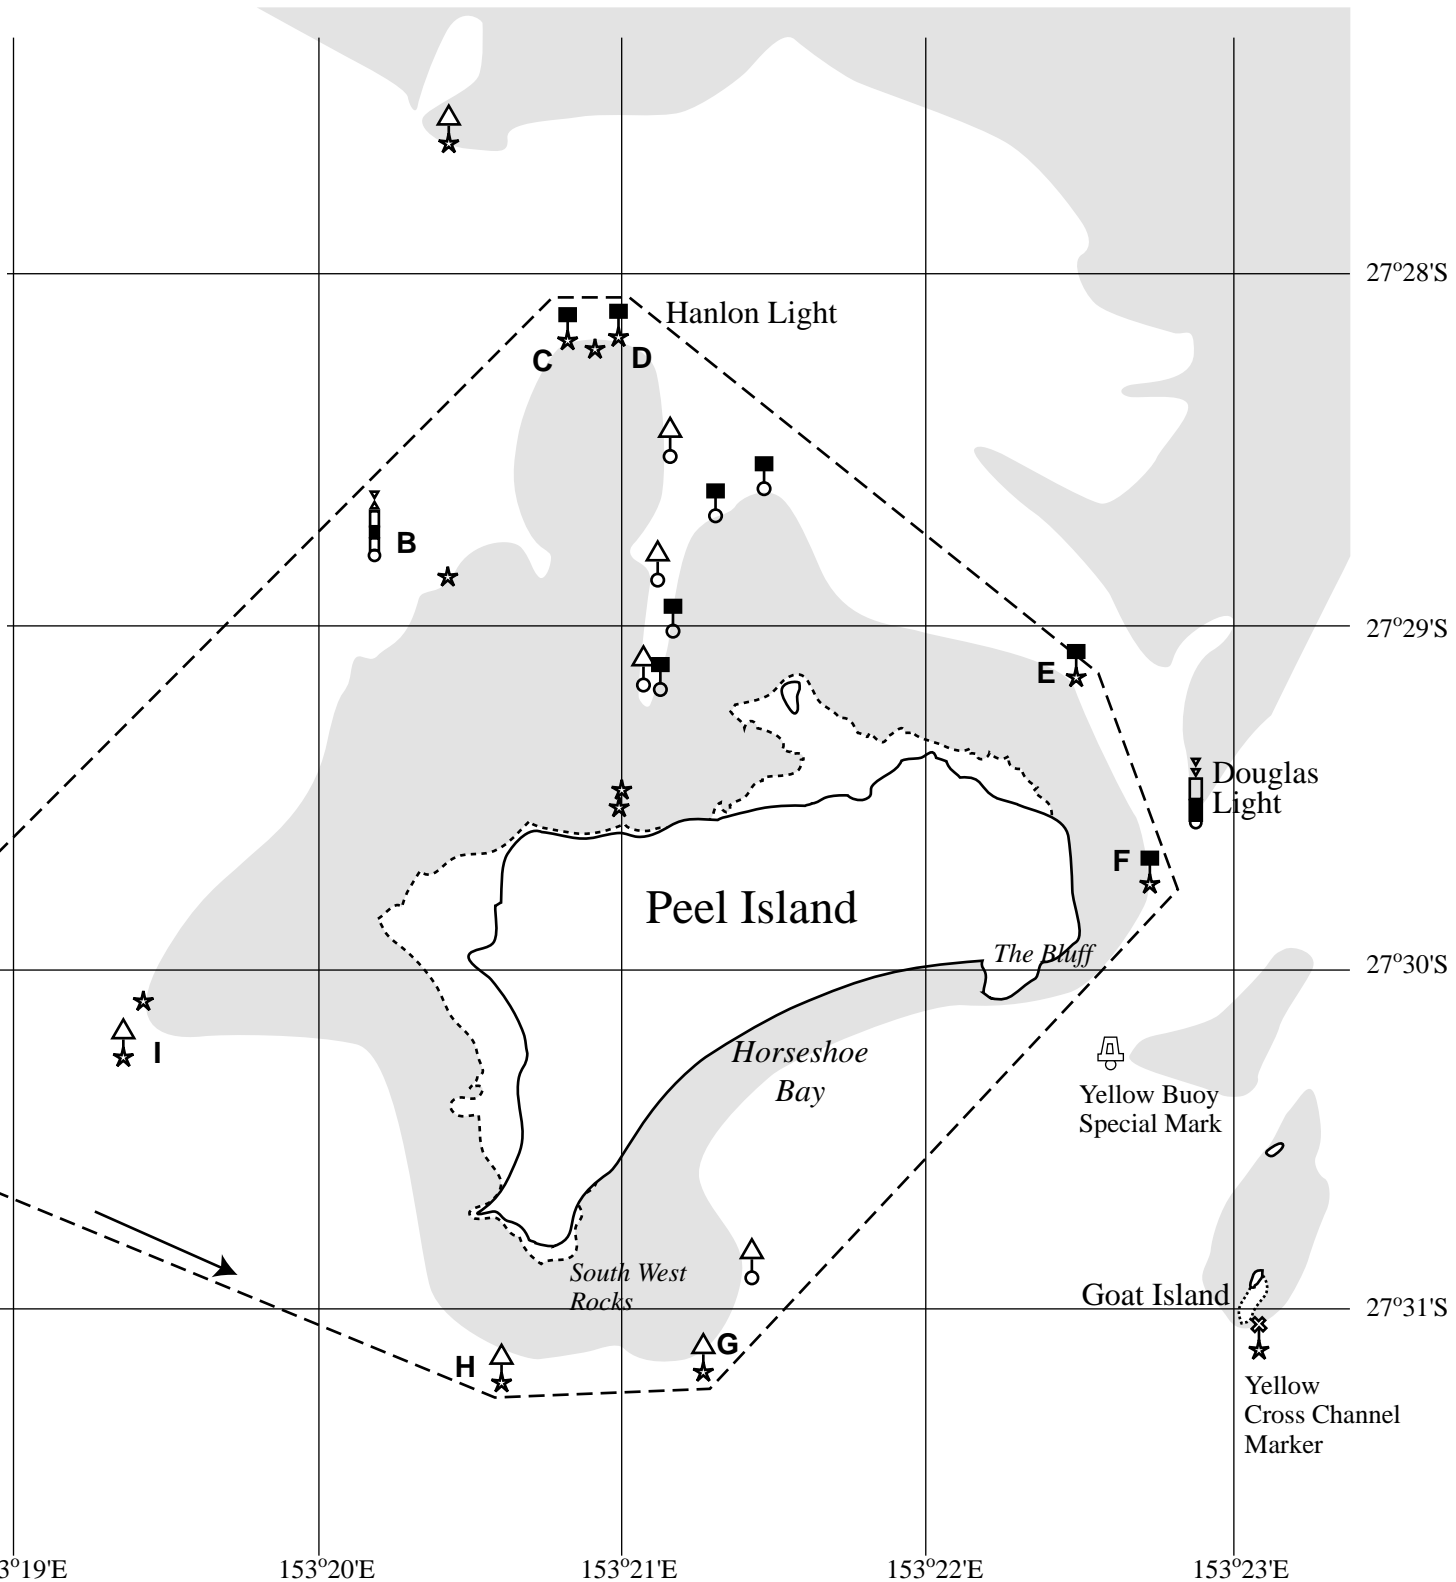 27°28'S
Hanlon Light
C
D
B
27°29'S
E
Douglas
Light
F
Peel Island
The Bluff
27°30'S
I
Horseshoe
Bay
Yellow Buoy
Special Mark
South West
Rocks
Goat Island
27°31'S
G
H
Yellow
Cross Channel
Marker
3°19'E
153°20'E
153°21'E
153°22'E
153°23'E